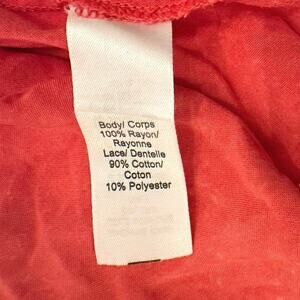 Body/ Corps
100% Rayon/
Rayonne
Lace/ Dentelle
90% Cotton/
Coton
10% Polyester